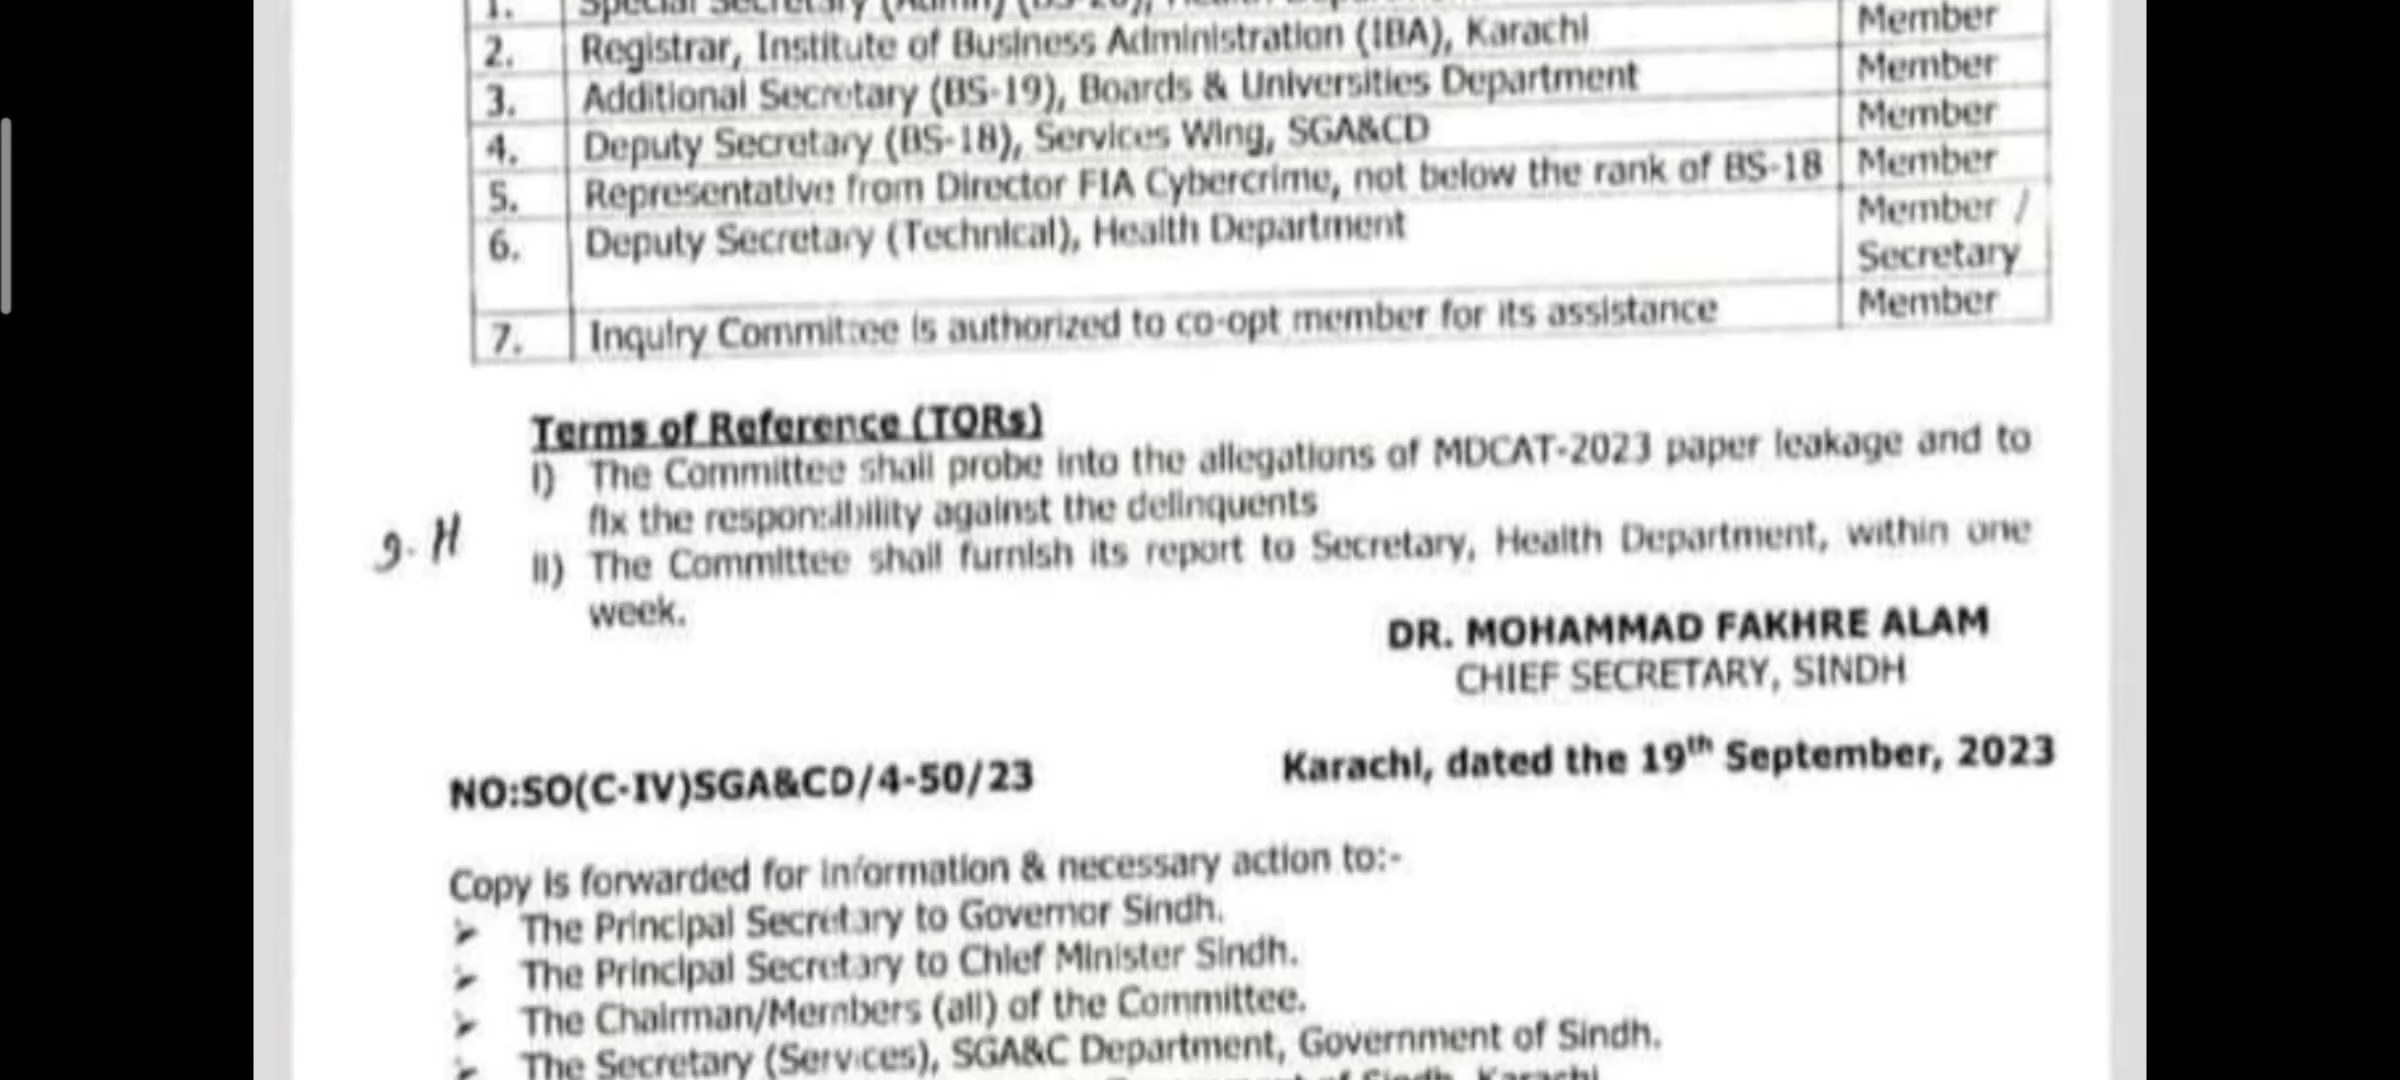 1. Special Secretary (Admn) (BS-20), Health
2. Registrar, Institute of Business Administration (IBA), Karachi Member
3. Additional Secretary (BS-19), Boards & Universities Department Member
4. Deputy Secretary (BS-18), Services Wing, SGA&CD Member
5. Representative from Director FIA Cybercrime, not below the rank of BS-18 Member
6. Deputy Secretary (Technical), Health Department Member /
Secretary
7. Inquiry Committee is authorized to co-opt member for its assistance Member
Terms of Reference (TORs)
I) The Committee shall probe into the allegations of MDCAT-2023 paper leakage and to
fix the responsibility against the delinquents
II) The Committee shall furnish its report to Secretary, Health Department, within one
week.
DR. MOHAMMAD FAKHRE ALAM
CHIEF SECRETARY, SINDH
NO:SO(C-IV)SGA&CD/4-50/23 Karachi, dated the 19th September, 2023
Copy is forwarded for information & necessary action to:-
➢ The Principal Secretary to Governor Sindh.
➢ The Principal Secretary to Chief Minister Sindh.
➢ The Chairman/Members (all) of the Committee.
➢ The Secretary (Services), SGA&C Department, Government of Sindh.